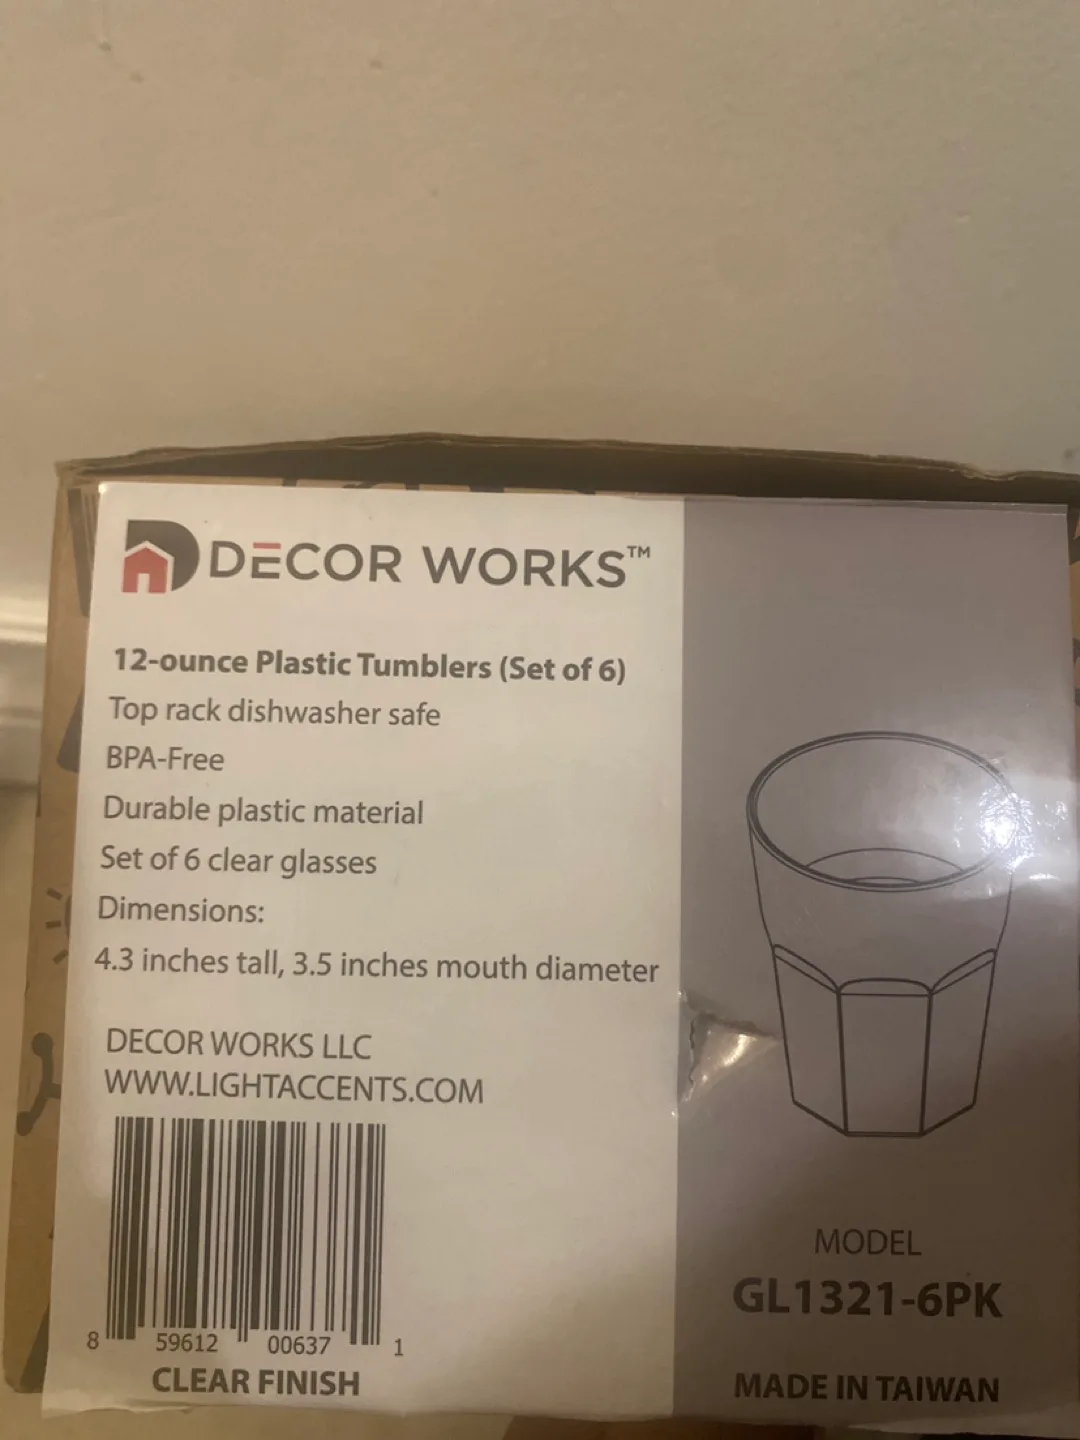 DECOR WORKS™
12-ounce Plastic Tumblers (Set of 6)
Top rack dishwasher safe
BPA-Free
Durable plastic material
Set of 6 clear glasses
Dimensions:
4.3 inches tall, 3.5 inches mouth diameter
DECOR WORKS LLC
WWW.LIGHTACCENTS.COM
8 59612 00637 1
CLEAR FINISH
MODEL
GL1321-6PK
MADE IN TAIWAN